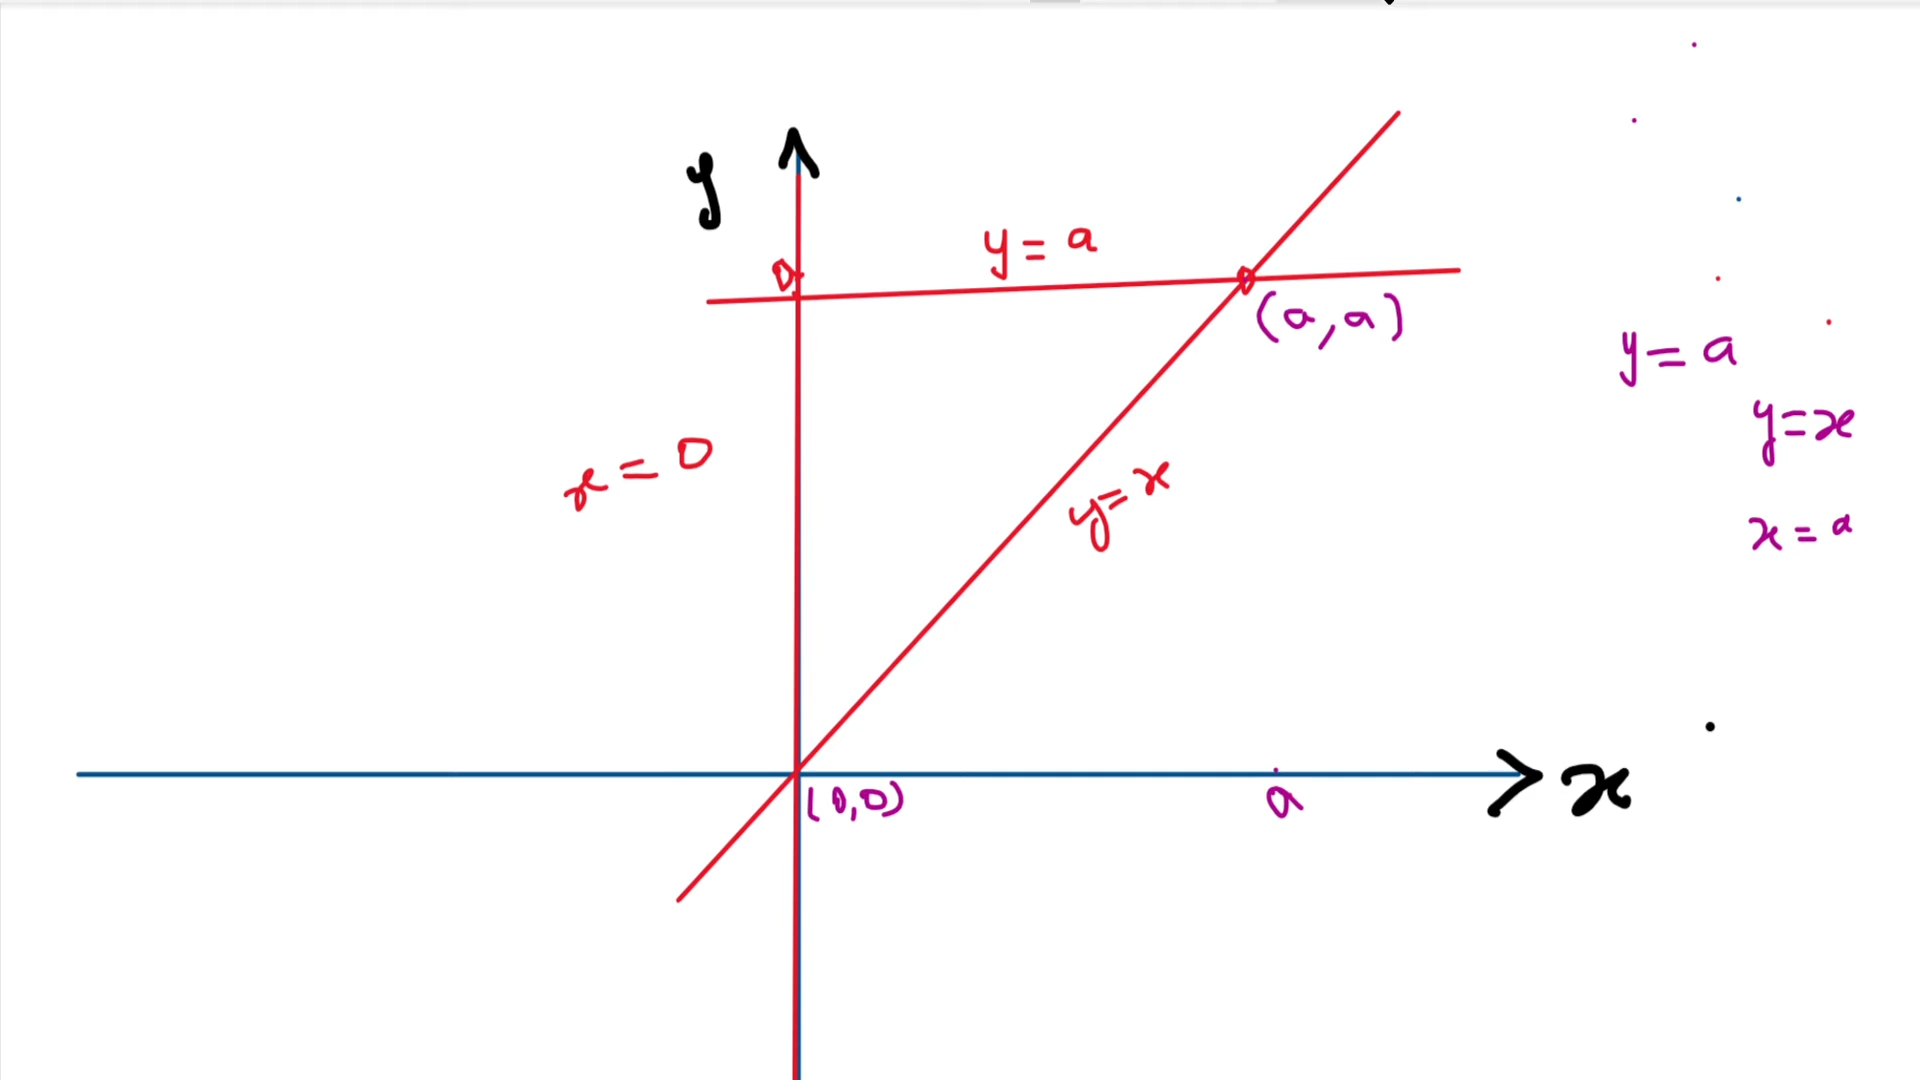 y
y = a
a
(a,a)
y = a
y=x
x = 0
y=x
x = a
(0,0)
a
x